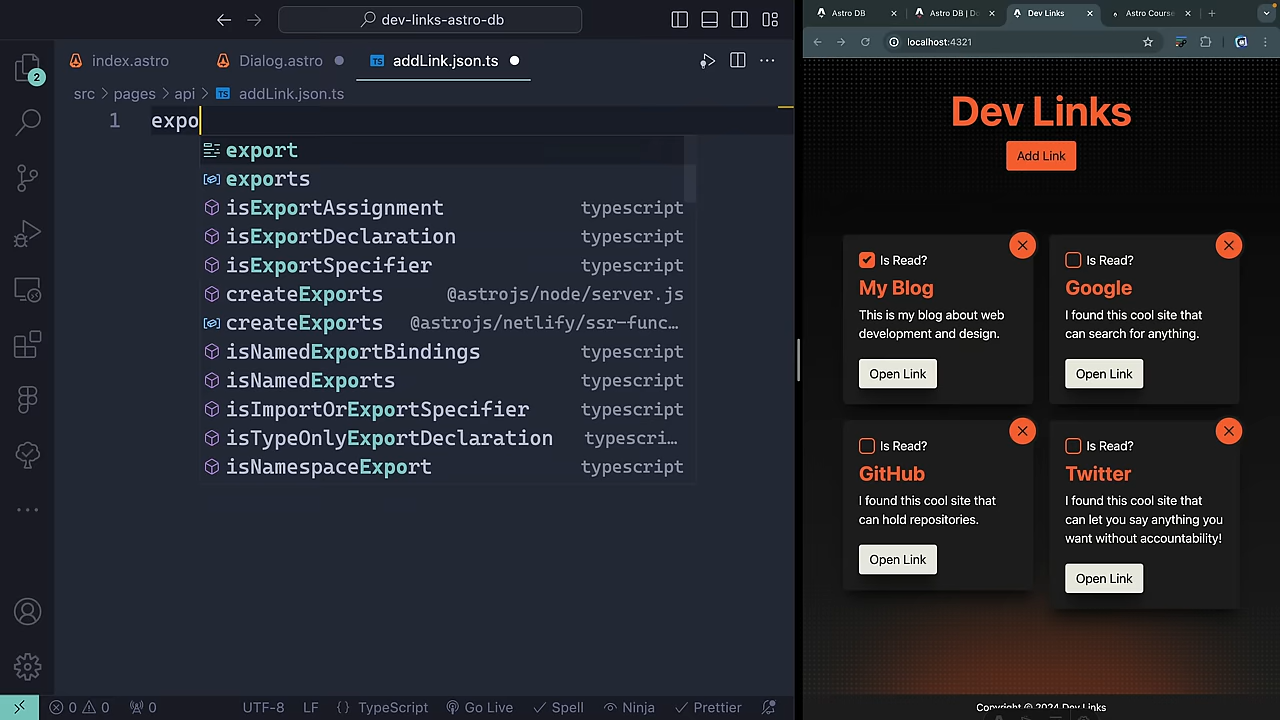 dev-links-astro-db
2
index.astro
Dialog.astro
TS addLink.json.ts
src > pages > api > TS addLink.json.ts
1 expo
export
exports
isExportAssignment typescript
isExportDeclaration typescript
isExportSpecifier typescript
createExports @astrojs/node/server.js
createExports @astrojs/netlify/ssr-func…
isNamedExportBindings typescript
isNamedExports typescript
isImportOrExportSpecifier typescript
isTypeOnlyExportDeclaration typescri…
isNamespaceExport typescript
0 0 0 UTF-8 LF {} TypeScript Go Live Spell Ninja Prettier
Astro DB
Astro DB | Do
Dev Links
Astro Course
localhost:4321
Dev Links
Add Link
Is Read?
My Blog
This is my blog about web
development and design.
Open Link
Is Read?
Google
I found this cool site that
can search for anything.
Open Link
Is Read?
GitHub
I found this cool site that
can hold repositories.
Open Link
Is Read?
Twitter
I found this cool site that
can let you say anything you
want without accountability!
Open Link
Copyright © 2024 Dev Links